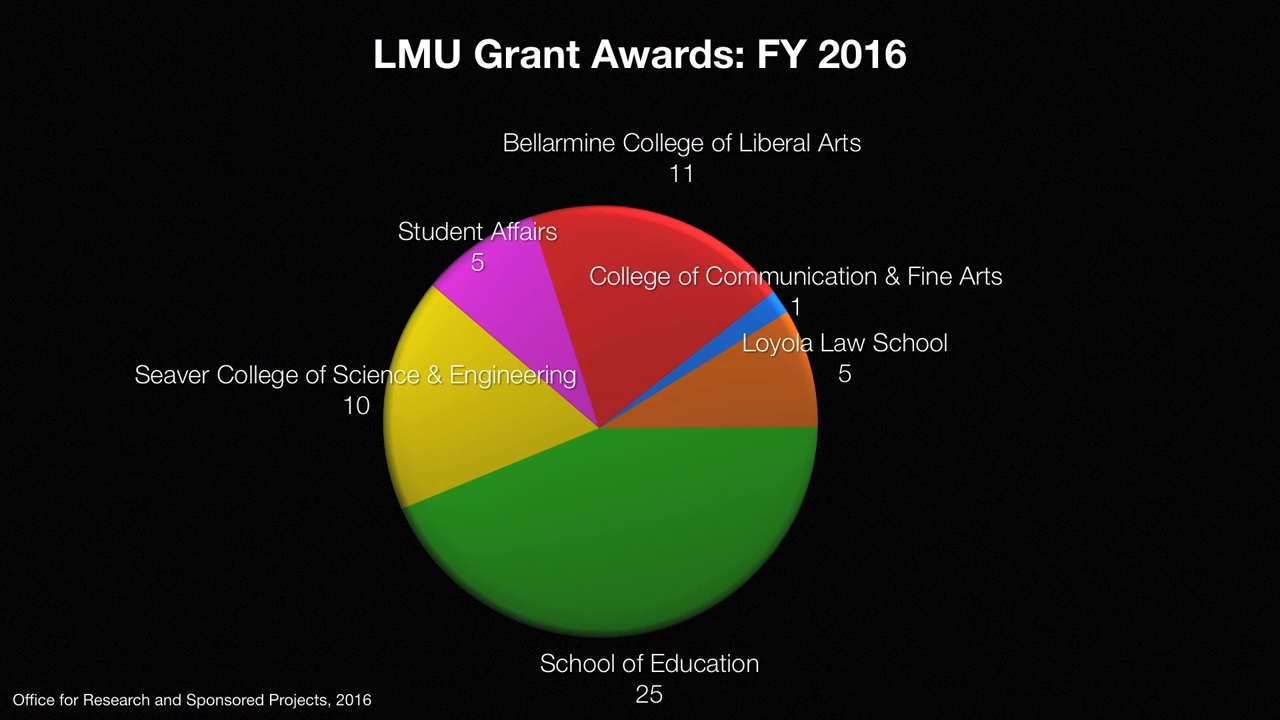 LMU Grant Awards: FY 2016
Bellarmine College of Liberal Arts
11
Student Affairs
5
College of Communication & Fine Arts
1
Loyola Law School
5
Seaver College of Science & Engineering
10
School of Education
25
Office for Research and Sponsored Projects, 2016